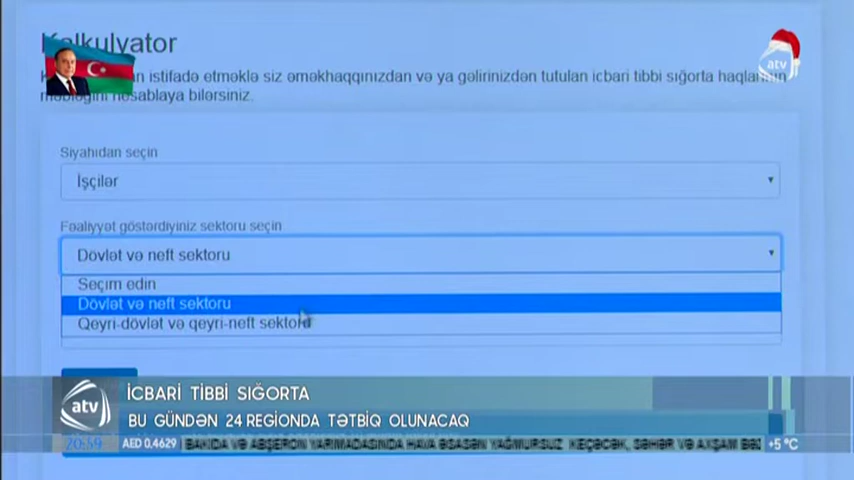 Kalkulyator
istifadə etməklə siz əməkhaqqınızdan və ya gəlirinizdən tutulan icbari tibbi sığorta haqlarının
məbləğini hesablaya bilərsiniz.
atv
Siyahıdan seçin
İşçilər
Fəaliyyət göstərdiyiniz sektoru seçin
Dövlət və neft sektoru
Seçim edin
Dövlət və neft sektoru
Qeyri-dövlət və qeyri-neft sektoru
atv
İCBARİ TİBBİ SIĞORTA
BU GÜNDƏN 24 REGIONDA TƏTBİQ OLUNACAQ
20:59 AED 0,4629 BAKIDA VƏ ABŞERON YARIMADASINDA HAVA ƏSASƏN YAĞMURSUZ KEÇƏCƏK, SƏHƏR VƏ AXŞAM +5 °C